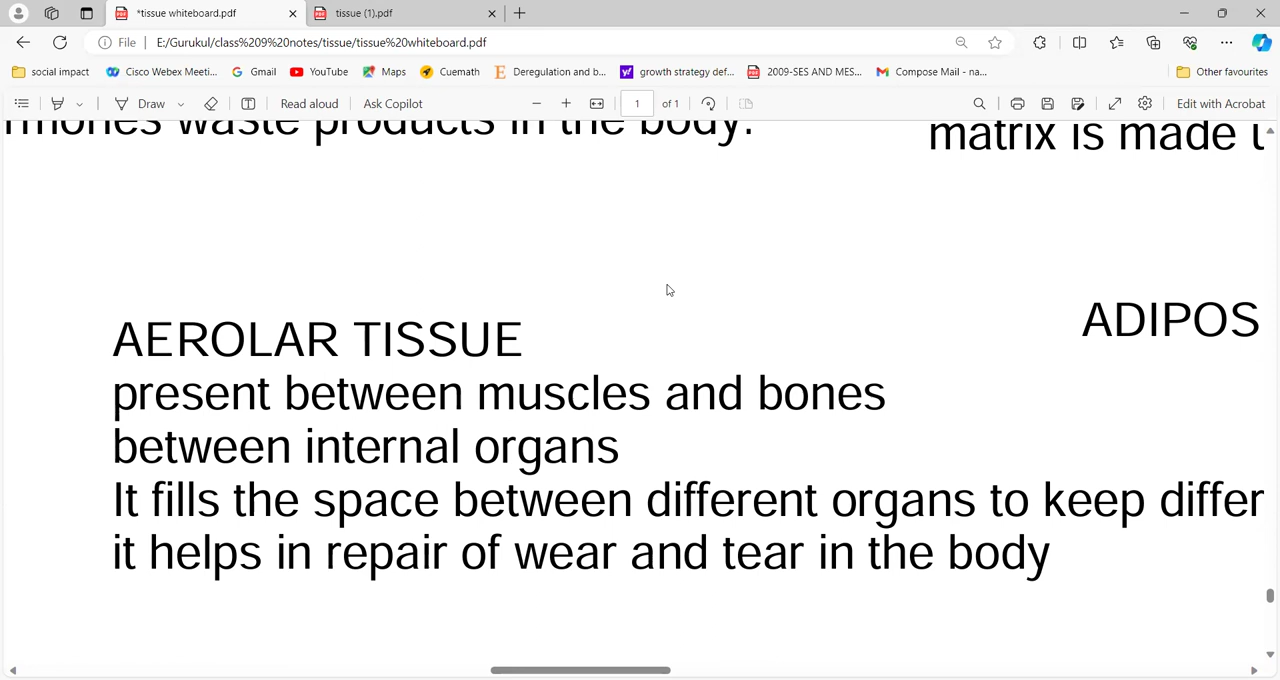 *tissue whiteboard.pdf
tissue (1).pdf
File
E:/Gurukul/class%209%20notes/tissue/tissue%20whiteboard.pdf
social impact
Cisco Webex Meeti...
Gmail
YouTube
Maps
Cuemath
Deregulation and b...
growth strategy def...
2009-SES AND MES...
Compose Mail - na...
Other favourites
Draw
Read aloud
Ask Copilot
1
of 1
Edit with Acrobat
rmones waste products in the body.
matrix is made
AEROLAR TISSUE
ADIPOS
present between muscles and bones
between internal organs
It fills the space between different organs to keep differ
it helps in repair of wear and tear in the body